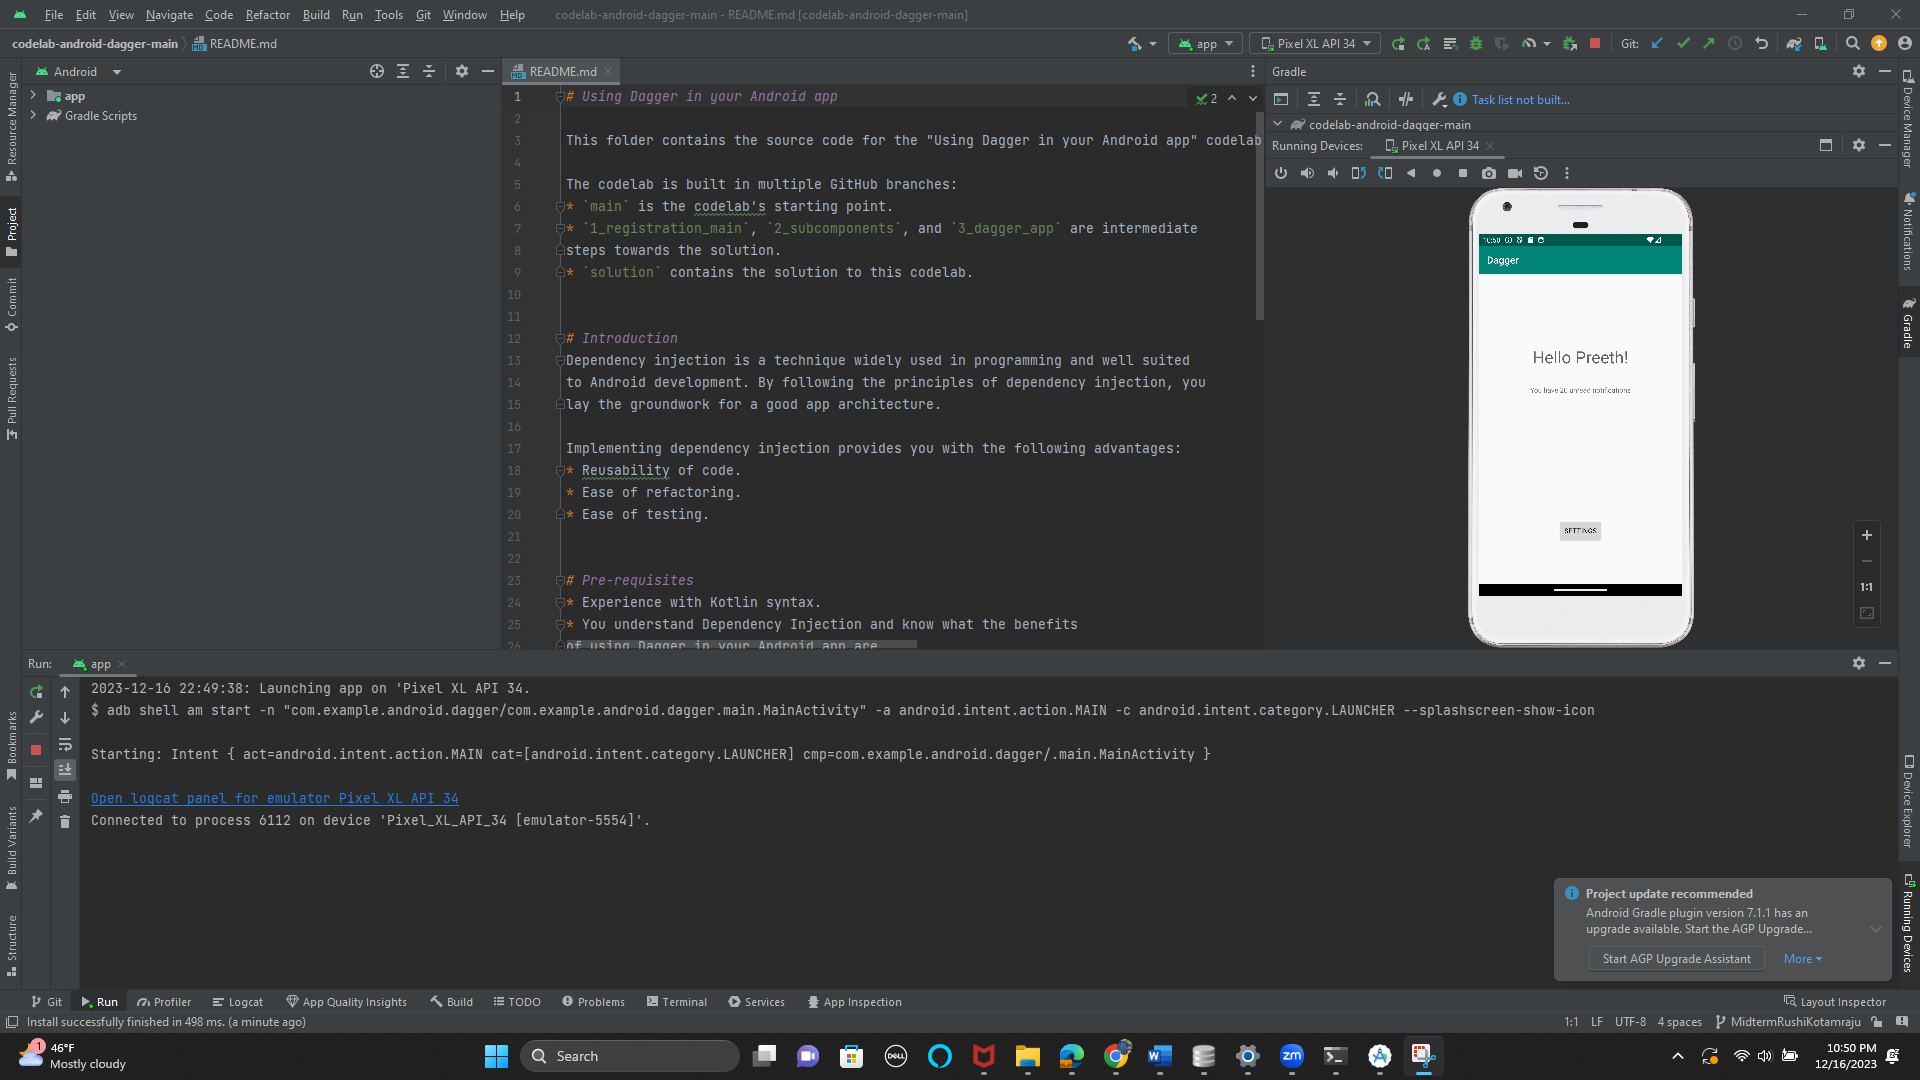 File Edit View Navigate Code Refactor Build Run Tools Git Window Help codelab-android-dagger-main - README.md [codelab-android-dagger-main]
codelab-android-dagger-main README.md app Pixel XL API 34 Git:
Android
app
Gradle Scripts
Resource Manager
Project
Commit
Pull Requests
Bookmarks
Build Variants
Structure
README.md
2
1 # Using Dagger in your Android app
2
3 This folder contains the source code for the "Using Dagger in your Android app" codelab
4
5 The codelab is built in multiple GitHub branches:
6 * `main` is the codelab's starting point.
7 * `1_registration_main`, `2_subcomponents`, and `3_dagger_app` are intermediate
8 steps towards the solution.
9 * `solution` contains the solution to this codelab.
10
11
12 # Introduction
13 Dependency injection is a technique widely used in programming and well suited
14 to Android development. By following the principles of dependency injection, you
15 lay the groundwork for a good app architecture.
16
17 Implementing dependency injection provides you with the following advantages:
18 * Reusability of code.
19 * Ease of refactoring.
20 * Ease of testing.
21
22
23 # Pre-requisites
24 * Experience with Kotlin syntax.
25 * You understand Dependency Injection and know what the benefits
26 of using Dagger in your Android app are
Gradle
Task list not built...
codelab-android-dagger-main
Running Devices: Pixel XL API 34
10:50
Dagger
Hello Preeth!
You have 20 unread notifications
SETTINGS
1:1
Device Manager
Notifications
Gradle
Device Explorer
Running Devices
Run: app
2023-12-16 22:49:38: Launching app on 'Pixel XL API 34.
$ adb shell am start -n "com.example.android.dagger/com.example.android.dagger.main.MainActivity" -a android.intent.action.MAIN -c android.intent.category.LAUNCHER --splashscreen-show-icon
Starting: Intent { act=android.intent.action.MAIN cat=[android.intent.category.LAUNCHER] cmp=com.example.android.dagger/.main.MainActivity }
Open logcat panel for emulator Pixel XL API 34
Connected to process 6112 on device 'Pixel_XL_API_34 [emulator-5554]'.
Project update recommended
Android Gradle plugin version 7.1.1 has an
upgrade available. Start the AGP Upgrade...
Start AGP Upgrade Assistant More
Git Run Profiler Logcat App Quality Insights Build TODO Problems Terminal Services App Inspection Layout Inspector
Install successfully finished in 498 ms. (a minute ago) 1:1 LF UTF-8 4 spaces MidtermRushiKotamraju
1
46°F
Mostly cloudy
Search
DELL
zm
10:50 PM
12/16/2023